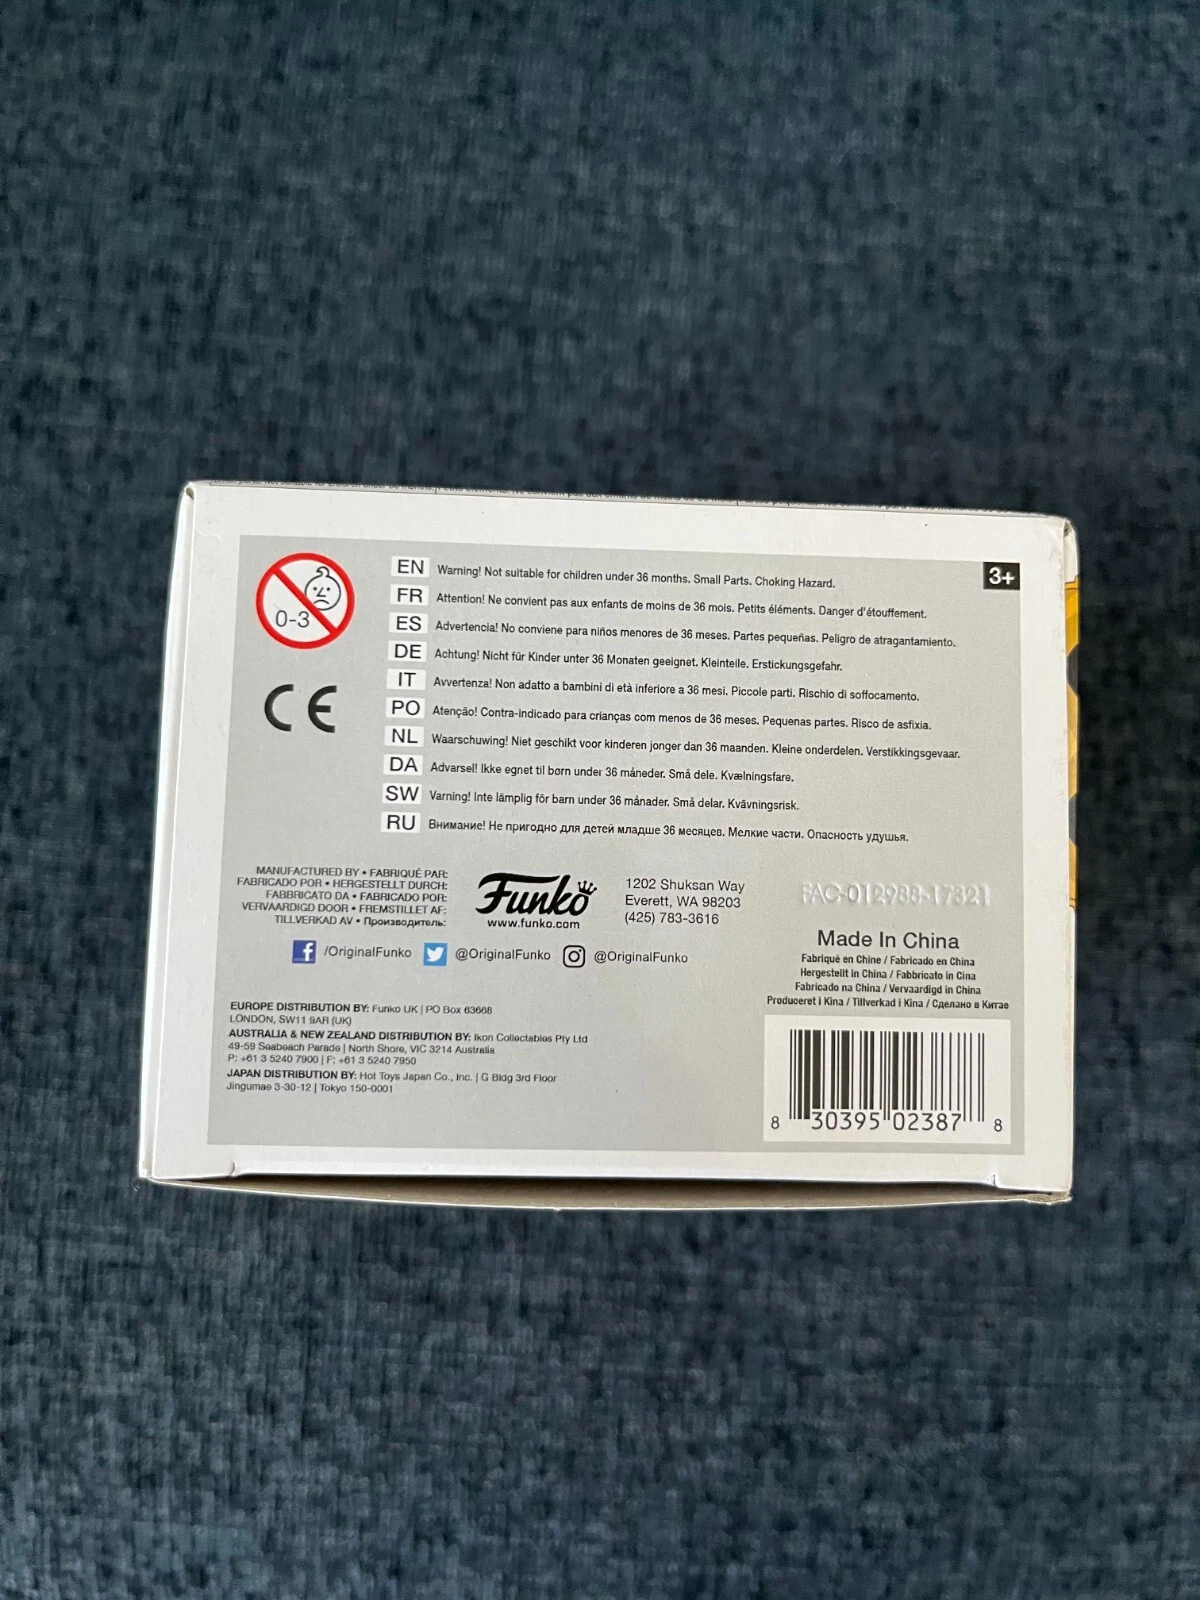 0-3
CE
3+
EN Warning! Not suitable for children under 36 months. Small Parts. Choking Hazard.
FR Attention! Ne convient pas aux enfants de moins de 36 mois. Petits éléments. Danger d'étouffement.
ES Advertencia! No conviene para niños menores de 36 meses. Partes pequeñas. Peligro de atragantamiento.
DE Achtung! Nicht für Kinder unter 36 Monaten geeignet. Kleinteile. Erstickungsgefahr.
IT Avvertenza! Non adatto a bambini di età inferiore a 36 mesi. Piccole parti. Rischio di soffocamento.
PO Atenção! Contra-indicado para crianças com menos de 36 meses. Pequenas partes. Risco de asfixia.
NL Waarschuwing! Niet geschikt voor kinderen jonger dan 36 maanden. Kleine onderdelen. Verstikkingsgevaar.
DA Advarsel! Ikke egnet til børn under 36 måneder. Små dele. Kvælningsfare.
SW Varning! Inte lämplig för barn under 36 månader. Små delar. Kvävningsrisk.
RU Внимание! Не пригодно для детей младше 36 месяцев. Мелкие части. Опасность удушья.
MANUFACTURED BY • FABRIQUÉ PAR:
FABRICADO POR • HERGESTELLT DURCH:
FABBRICATO DA • FABRICADO POR:
VERVAARDIGD DOOR • FREMSTILLET AF:
TILLVERKAD AV • Производитель:
Funko
www.funko.com
1202 Shuksan Way
Everett, WA 98203
(425) 783-3616
/OriginalFunko @OriginalFunko @OriginalFunko
FAC-012988-17321
Made In China
Fabriqué en Chine / Fabricado en China
Hergestellt in China / Fabbricato in Cina
Fabricado na China / Vervaardigd in China
Produceret i Kina / Tillverkad i Kina / Сделано в Китае
EUROPE DISTRIBUTION BY: Funko UK | PO Box 63668
LONDON, SW11 9AR (UK)
AUSTRALIA & NEW ZEALAND DISTRIBUTION BY: Ikon Collectables Pty Ltd
49-59 Seabeach Parade | North Shore, VIC 3214 Australia
P: +61 3 5240 7900 | F: +61 3 5240 7950
JAPAN DISTRIBUTION BY: Hot Toys Japan Co., Inc. | G Bldg 3rd Floor
Jingumae 3-30-12 | Tokyo 150-0001
8 30395 02387 8